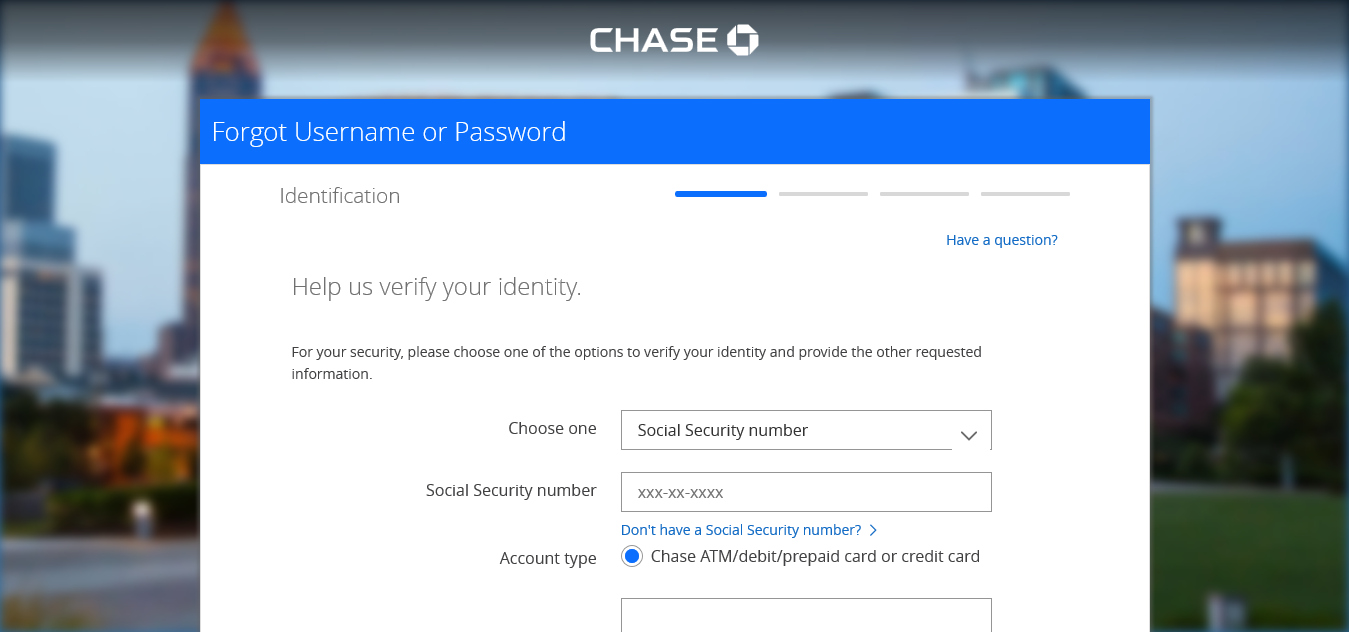 CHASE
Forgot Username or Password
Identification
Have a question?
Help us verify your identity.
For your security, please choose one of the options to verify your identity and provide the other requested
information.
Choose one
Social Security number
Social Security number
xxx-xx-xxxx
Don't have a Social Security number?
Account type
Chase ATM/debit/prepaid card or credit card